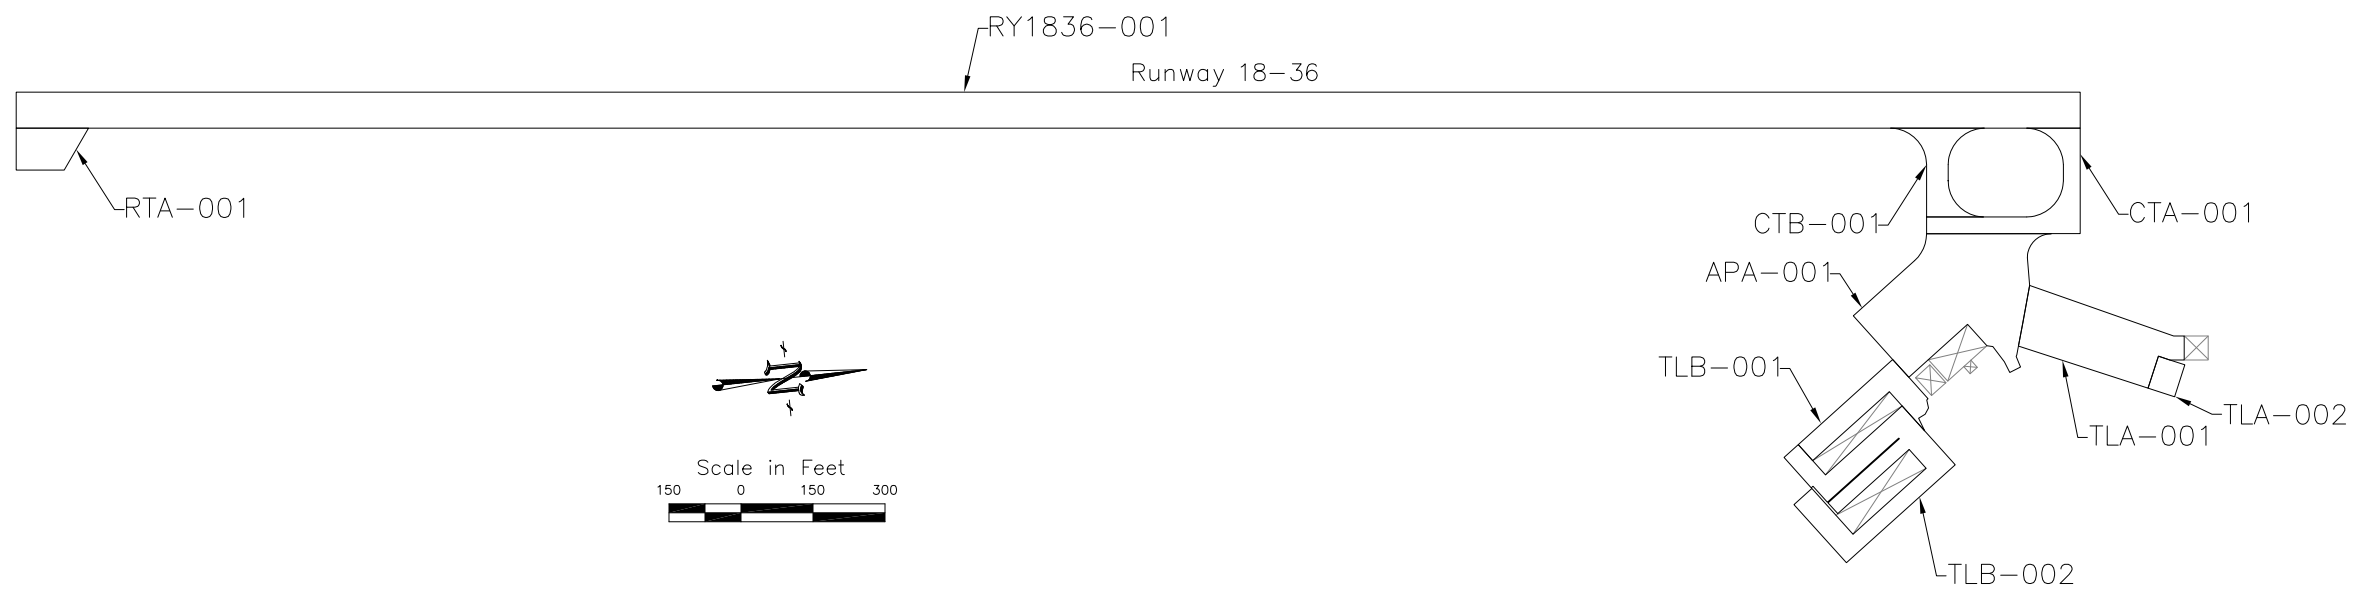 RY1836-001
Runway 18-36
RTA-001
CTB-001
CTA-001
APA-001
TLB-001
TLA-002
TLA-001
N
Scale in Feet
150 0 150 300
TLB-002